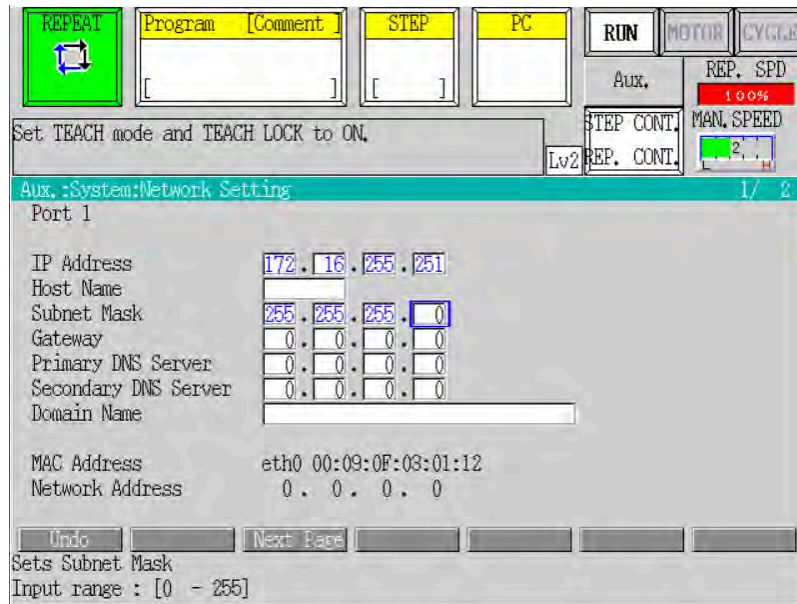 REPEAT
Program [Comment ]
[ ]
STEP
[ ]
PC
RUN
MOTOR
CYCLE
Aux.
REP. SPD
100%
Set TEACH mode and TEACH LOCK to ON.
Lv2
STEP CONT.
REP. CONT.
MAN. SPEED
2
L H
Aux.:System:Network Setting 1/ 2
Port 1
IP Address 172 . 16 . 255 . 251
Host Name
Subnet Mask 255 . 255 . 255 . 0
Gateway 0 . 0 . 0 . 0
Primary DNS Server 0 . 0 . 0 . 0
Secondary DNS Server 0 . 0 . 0 . 0
Domain Name
MAC Address eth0 00:09:0F:03:01:12
Network Address 0 . 0 . 0 . 0
Undo Next Page
Sets Subnet Mask
Input range : [0 - 255]